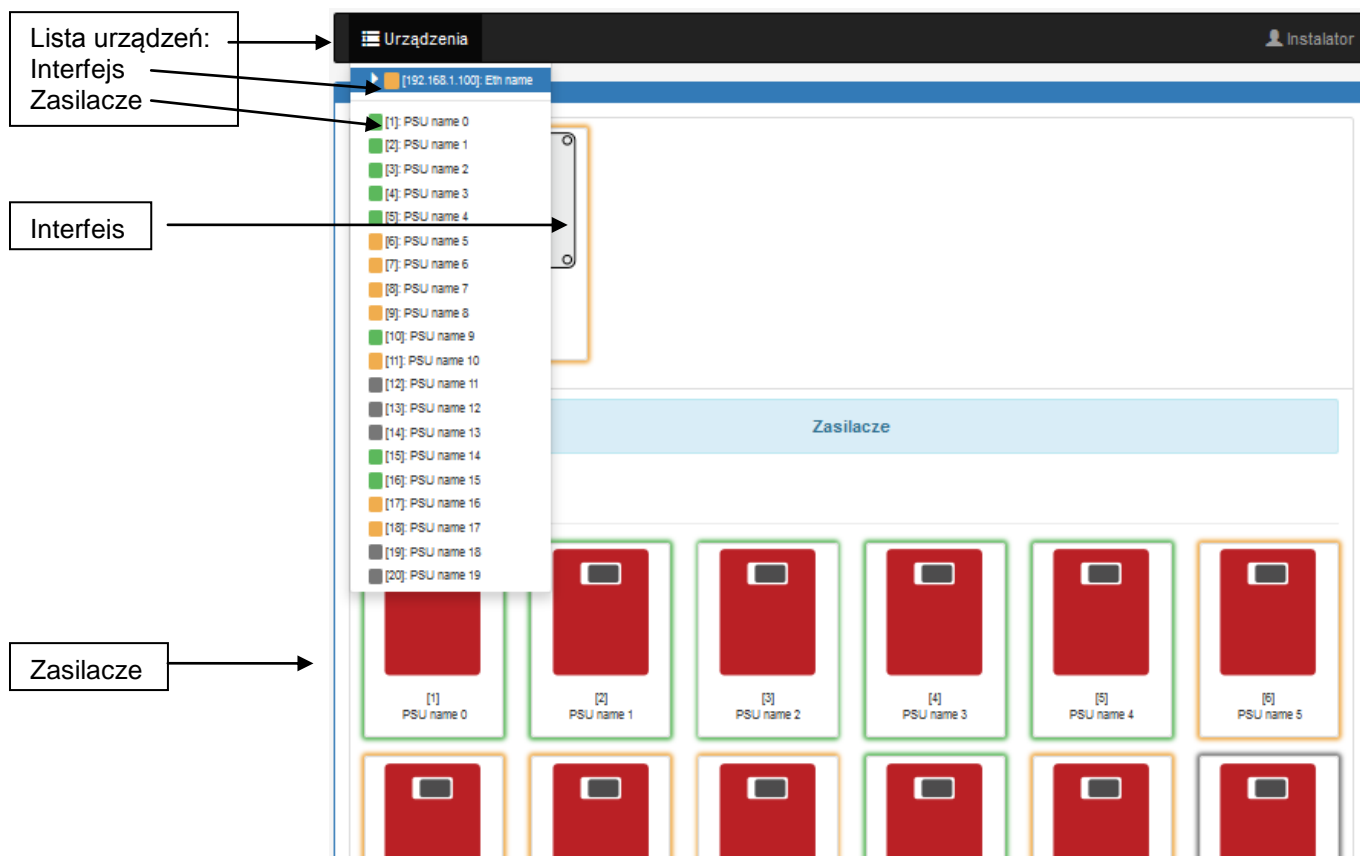 Lista urządzeń:
Interfejs
Zasilacze
Urządzenia
Instalator
[192.168.1.100]: Eth name
[1]: PSU name 0
[2]: PSU name 1
[3]: PSU name 2
[4]: PSU name 3
[5]: PSU name 4
[6]: PSU name 5
[7]: PSU name 6
[8]: PSU name 7
[9]: PSU name 8
[10]: PSU name 9
[11]: PSU name 10
[12]: PSU name 11
[13]: PSU name 12
[14]: PSU name 13
[15]: PSU name 14
[16]: PSU name 15
[17]: PSU name 16
[18]: PSU name 17
[19]: PSU name 18
[20]: PSU name 19
Interfejs
Zasilacze
Zasilacze
[1]
PSU name 0
[2]
PSU name 1
[3]
PSU name 2
[4]
PSU name 3
[5]
PSU name 4
[6]
PSU name 5